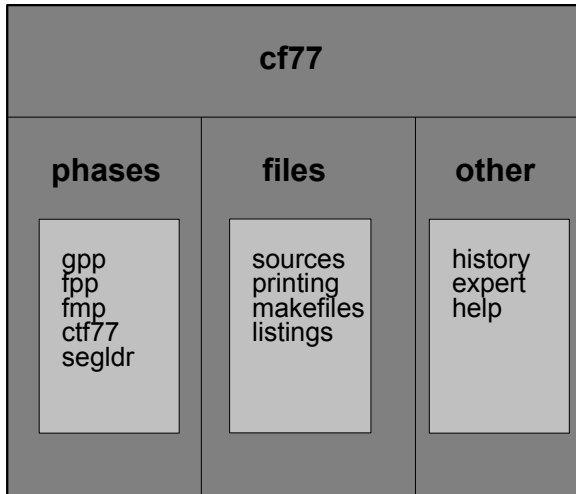 cf77
phases
files
other
gpp
fpp
fmp
ctf77
segldr
sources
printing
makefiles
listings
history
expert
help